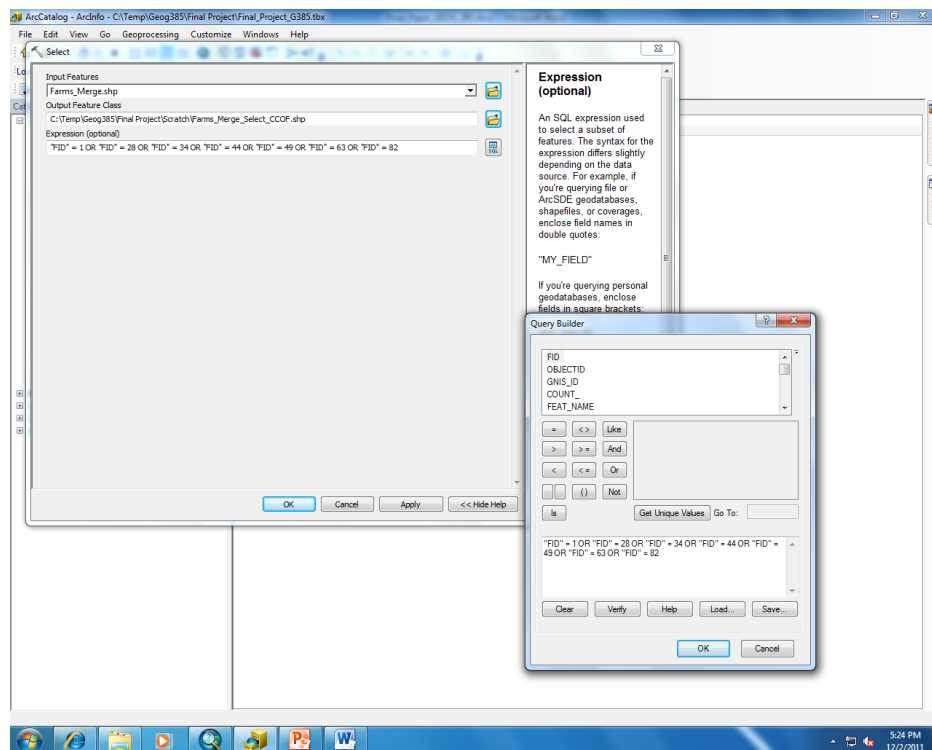 ArcCatalog - ArcInfo - C:\Temp\Geog385\Final Project\Final_Project_G385.tbx
File Edit View Go Geoprocessing Customize Windows Help
Select
Input Features
Farms_Merge.shp
Output Feature Class
C:\Temp\Geog385\Final Project\Scratch\Farms_Merge_Select_CCOF.shp
Expression (optional)
"FID" = 1 OR "FID" = 28 OR "FID" = 34 OR "FID" = 44 OR "FID" = 49 OR "FID" = 63 OR "FID" = 82
SQL
OK Cancel Apply << Hide Help
Expression
(optional)
An SQL expression used
to select a subset of
features. The syntax for the
expression differs slightly
depending on the data
source. For example, if
you're querying file or
ArcSDE geodatabases,
shapefiles, or coverages,
enclose field names in
double quotes:
"MY_FIELD"
If you're querying personal
geodatabases, enclose
fields in square brackets:
Query Builder
FID
OBJECTID
GNIS_ID
COUNT_
FEAT_NAME
= < > Like
> > = And
< < = Or
() Not
Is Get Unique Values Go To:
"FID" = 1 OR "FID" = 28 OR "FID" = 34 OR "FID" = 44 OR "FID" =
49 OR "FID" = 63 OR "FID" = 82
Clear Verify Help Load... Save...
OK Cancel
5:24 PM
12/2/2011